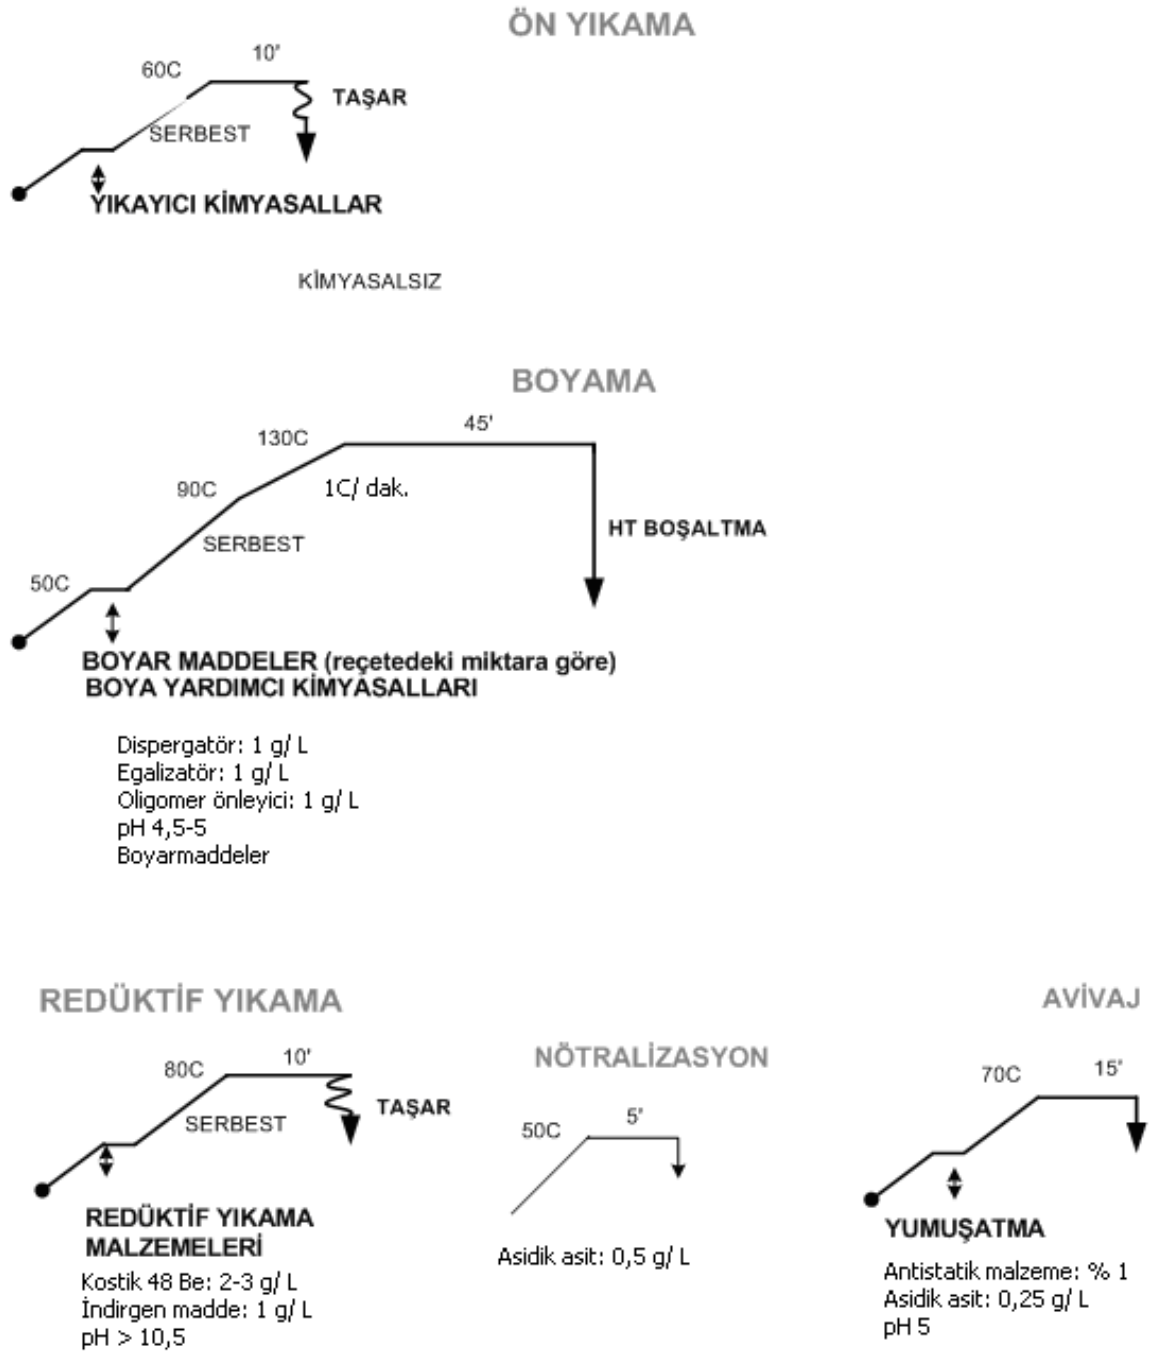 ÖN YIKAMA
60C
10'
TAŞAR
SERBEST
YIKAYICI KİMYASALLAR
KİMYASALSIZ
BOYAMA
130C
45'
90C
1C/ dak.
SERBEST
HT BOŞALTMA
50C
BOYAR MADDELER (reçetedeki miktara göre)
BOYA YARDIMCI KİMYASALLARI
Dispergatör: 1 g/ L
Egalizatör: 1 g/ L
Oligomer önleyici: 1 g/ L
pH 4,5-5
Boyarmaddeler
REDÜKTİF YIKAMA
80C
10'
SERBEST
TAŞAR
REDÜKTİF YIKAMA
MALZEMELERİ
Kostik 48 Be: 2-3 g/ L
İndirgen madde: 1 g/ L
pH > 10,5
NÖTRALİZASYON
50C
5'
Asidik asit: 0,5 g/ L
AVİVAJ
70C
15'
YUMUŞATMA
Antistatik malzeme: % 1
Asidik asit: 0,25 g/ L
pH 5